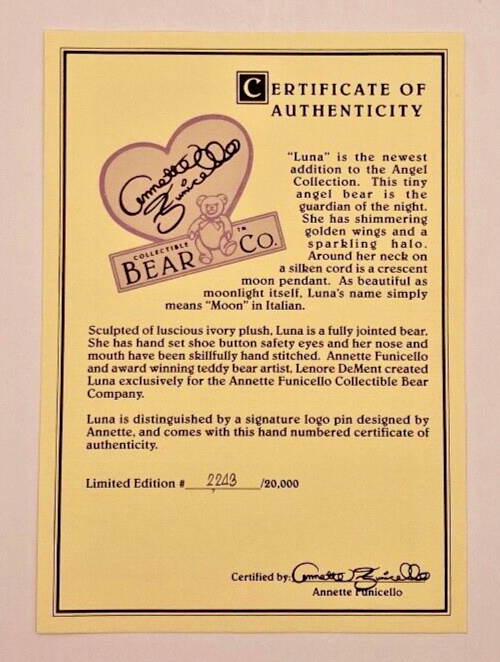 CERTIFICATE OF
AUTHENTICITY
Annette Funicello
COLLECTIBLE
BEAR CO.
TM
"Luna" is the newest
addition to the Angel
Collection. This tiny
angel bear is the
guardian of the night.
She has shimmering
golden wings and a
sparkling halo.
Around her neck on
a silken cord is a crescent
moon pendant. As beautiful as
moonlight itself, Luna's name simply
means "Moon" in Italian.
Sculpted of luscious ivory plush, Luna is a fully jointed bear.
She has hand set shoe button safety eyes and her nose and
mouth have been skillfully hand stitched. Annette Funicello
and award winning teddy bear artist, Lenore DeMent created
Luna exclusively for the Annette Funicello Collectible Bear
Company.
Luna is distinguished by a signature logo pin designed by
Annette, and comes with this hand numbered certificate of
authenticity.
Limited Edition # 2243 /20,000
Certified by: Annette Funicello
Annette Funicello